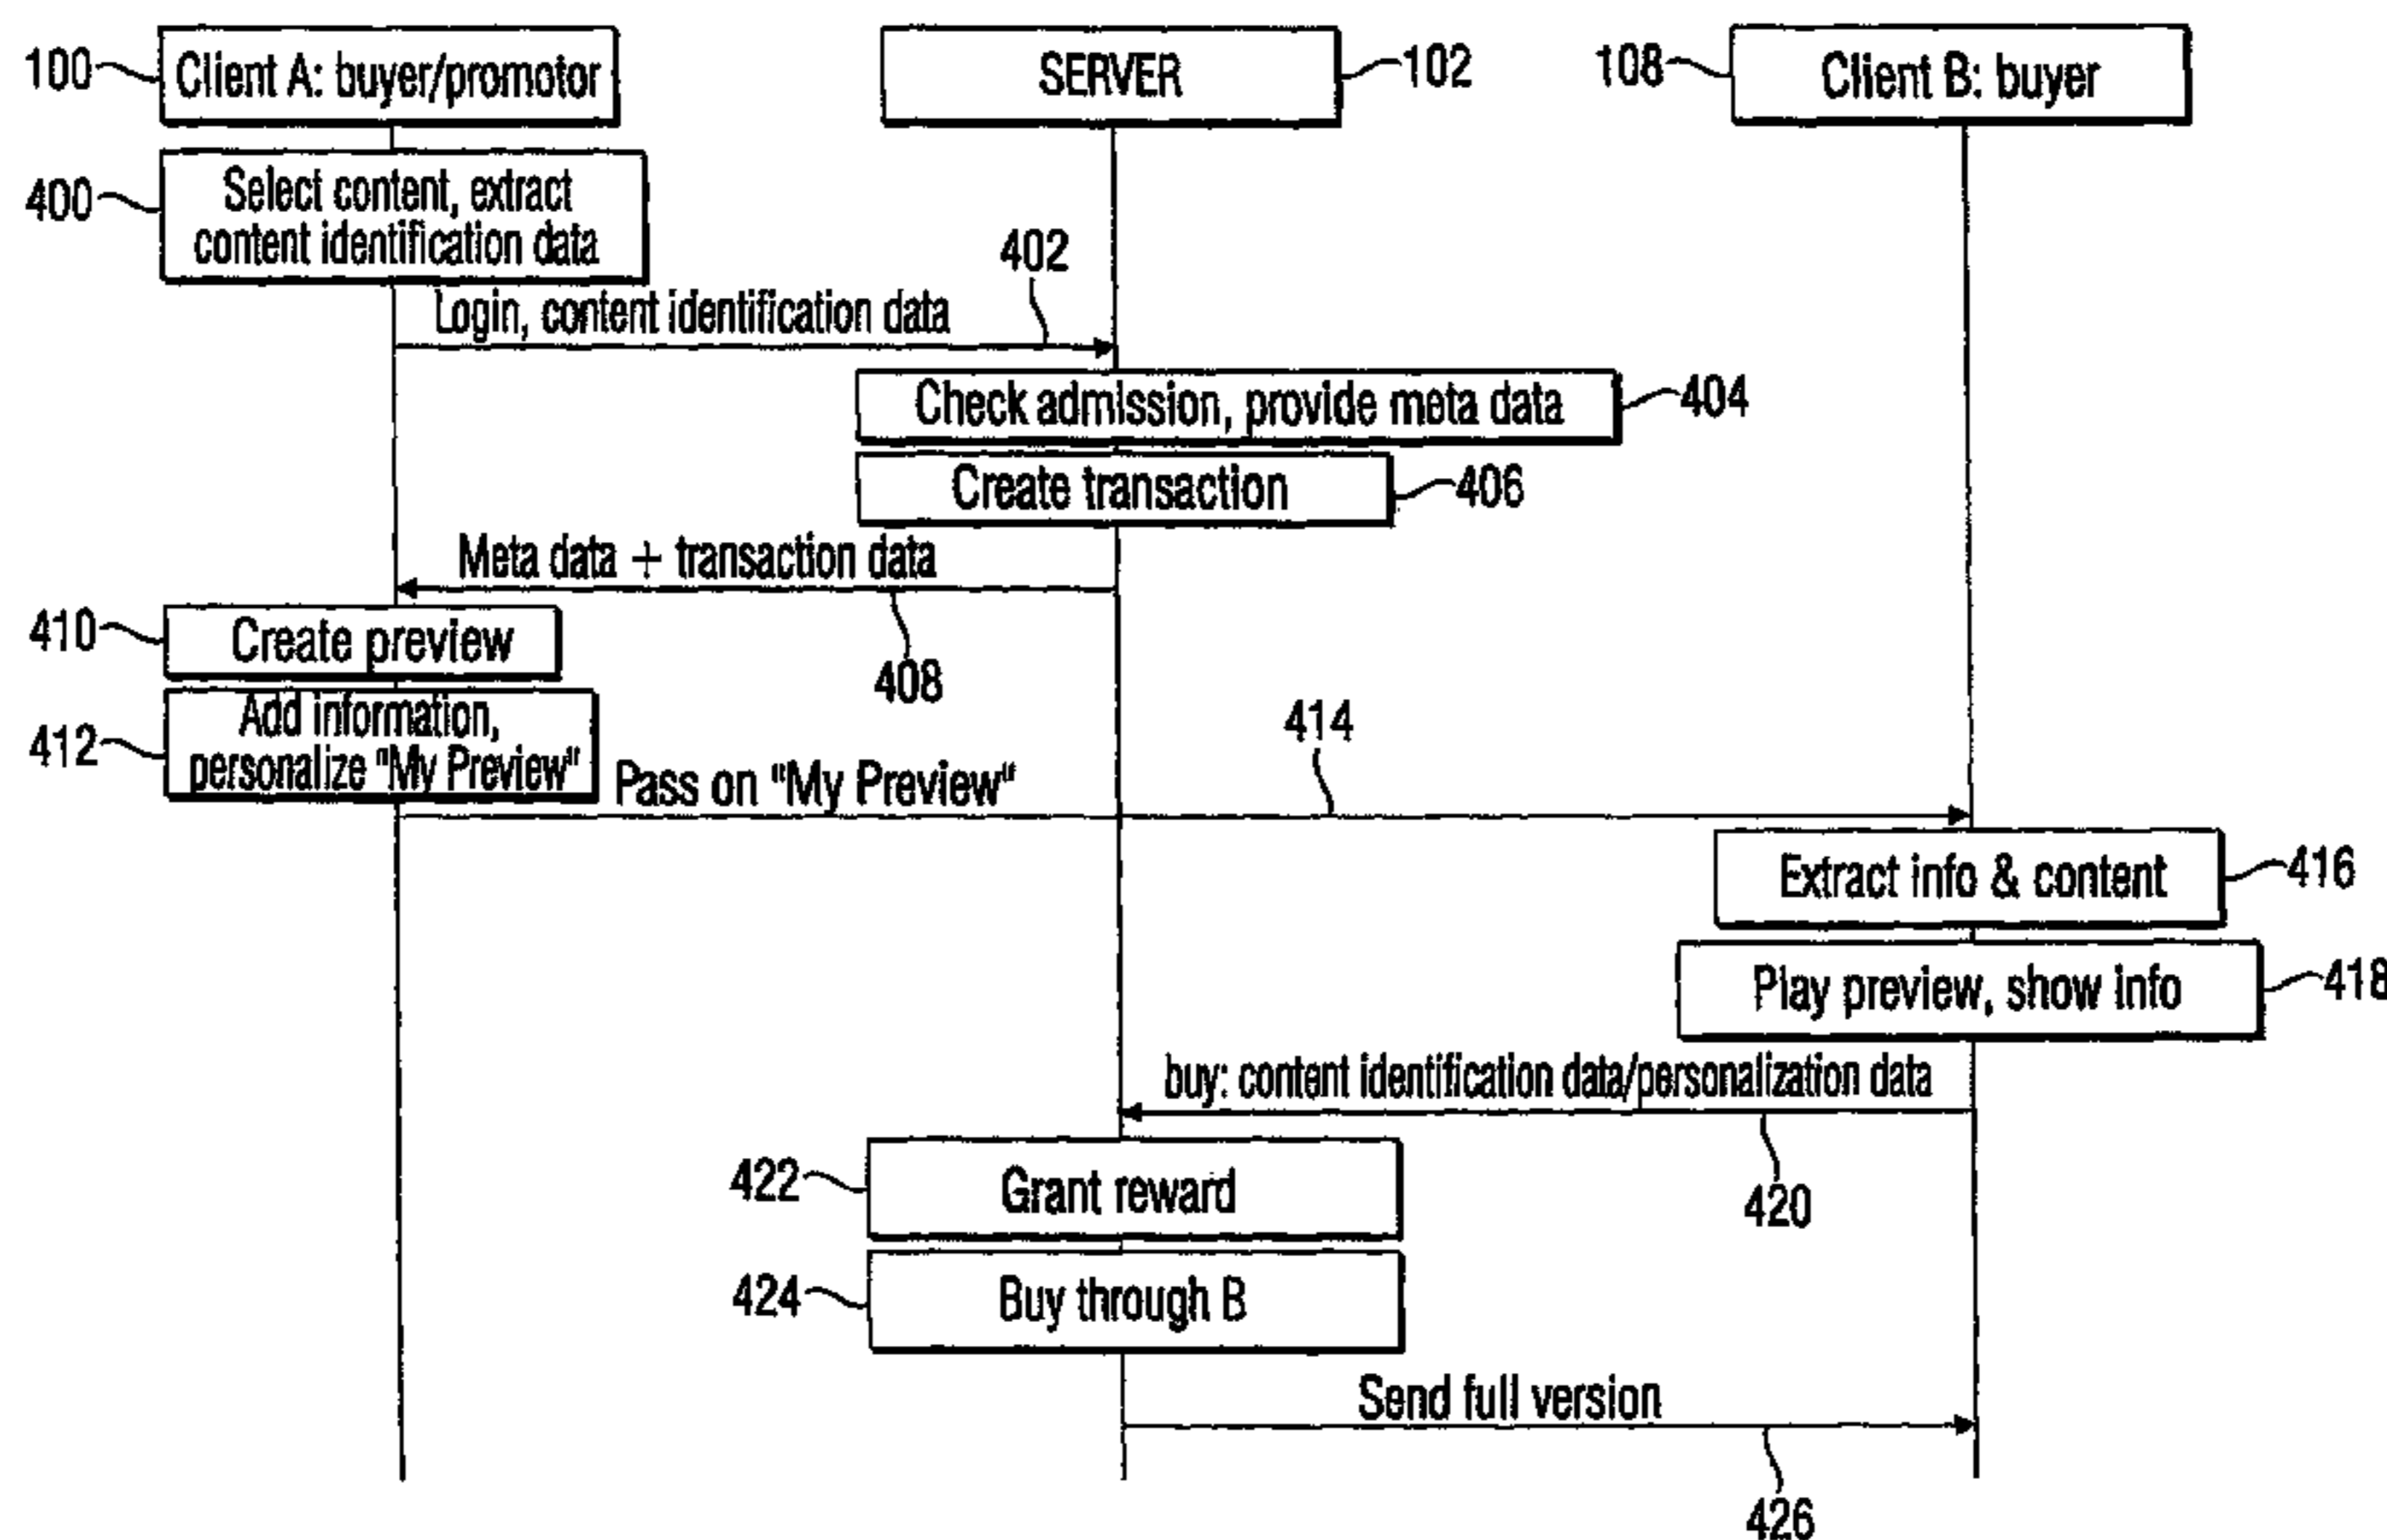 100 Client A: buyer/promotor SERVER 102 108 Client B: buyer
400 Select content, extract
content identification data
402
Login, content identification data
Check admission, provide meta data 404
Create transaction 406
Meta data + transaction data
410 Create preview
408
412 Add information,
personalize "My Preview"
414
Pass on "My Preview"
Extract info & content 416
Play preview, show info 418
buy: content identification data/personalization data
422 Grant reward
420
424 Buy through B
Send full version
426